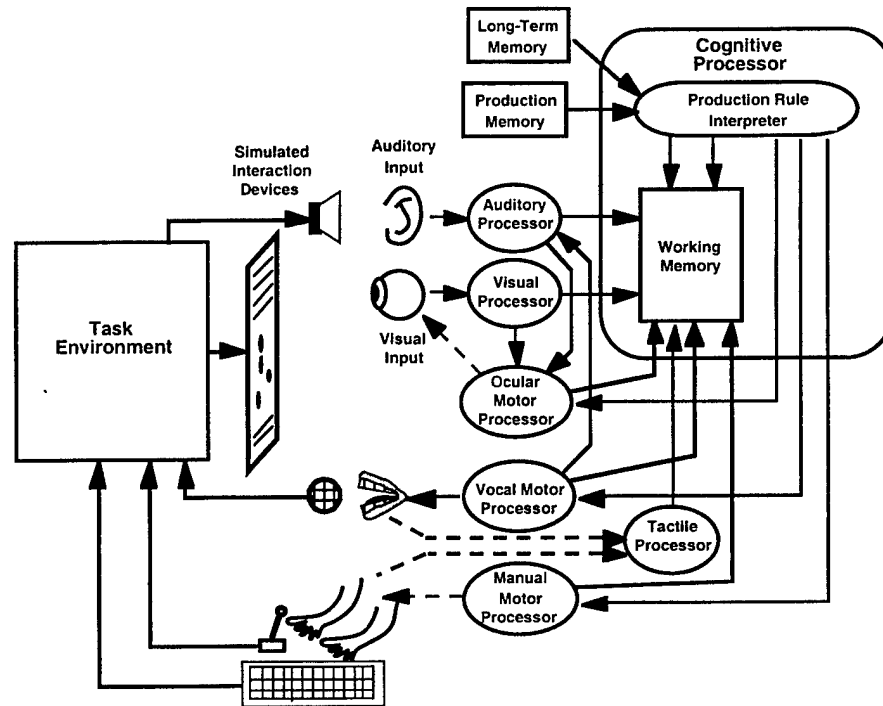 Long-Term
Memory
Cognitive
Processor
Production
Memory
Production Rule
Interpreter
Simulated
Interaction
Devices
Auditory
Input
Auditory
Processor
Working
Memory
Visual
Processor
Task
Environment
Visual
Input
Ocular
Motor
Processor
Vocal Motor
Processor
Tactile
Processor
Manual
Motor
Processor